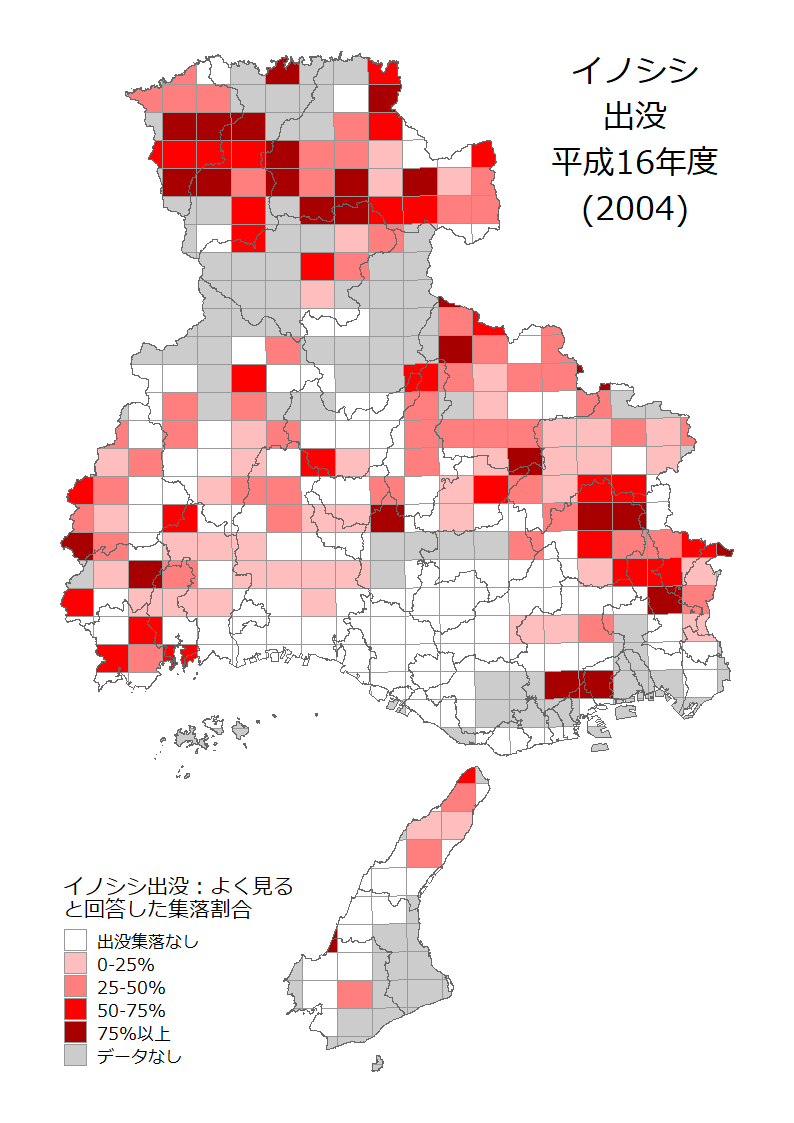 イノシシ
出没
平成16年度
(2004)
イノシシ出没：よく見る
と回答した集落割合
出没集落なし
0-25%
25-50%
50-75%
75%以上
データなし